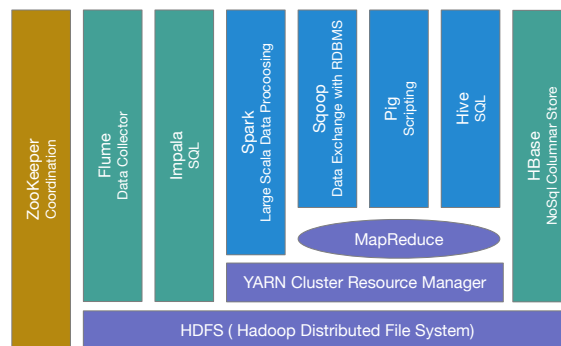 ZooKeeper
Coordination
Flume
Data Collector
Impala
SQL
Spark
Large Scala Data Procoosing
Sqoop
Data Exchange with RDBMS
Pig
Scripting
Hive
SQL
HBase
NoSql Columnar Store
MapReduce
YARN Cluster Resource Manager
HDFS ( Hadoop Distributed File System)